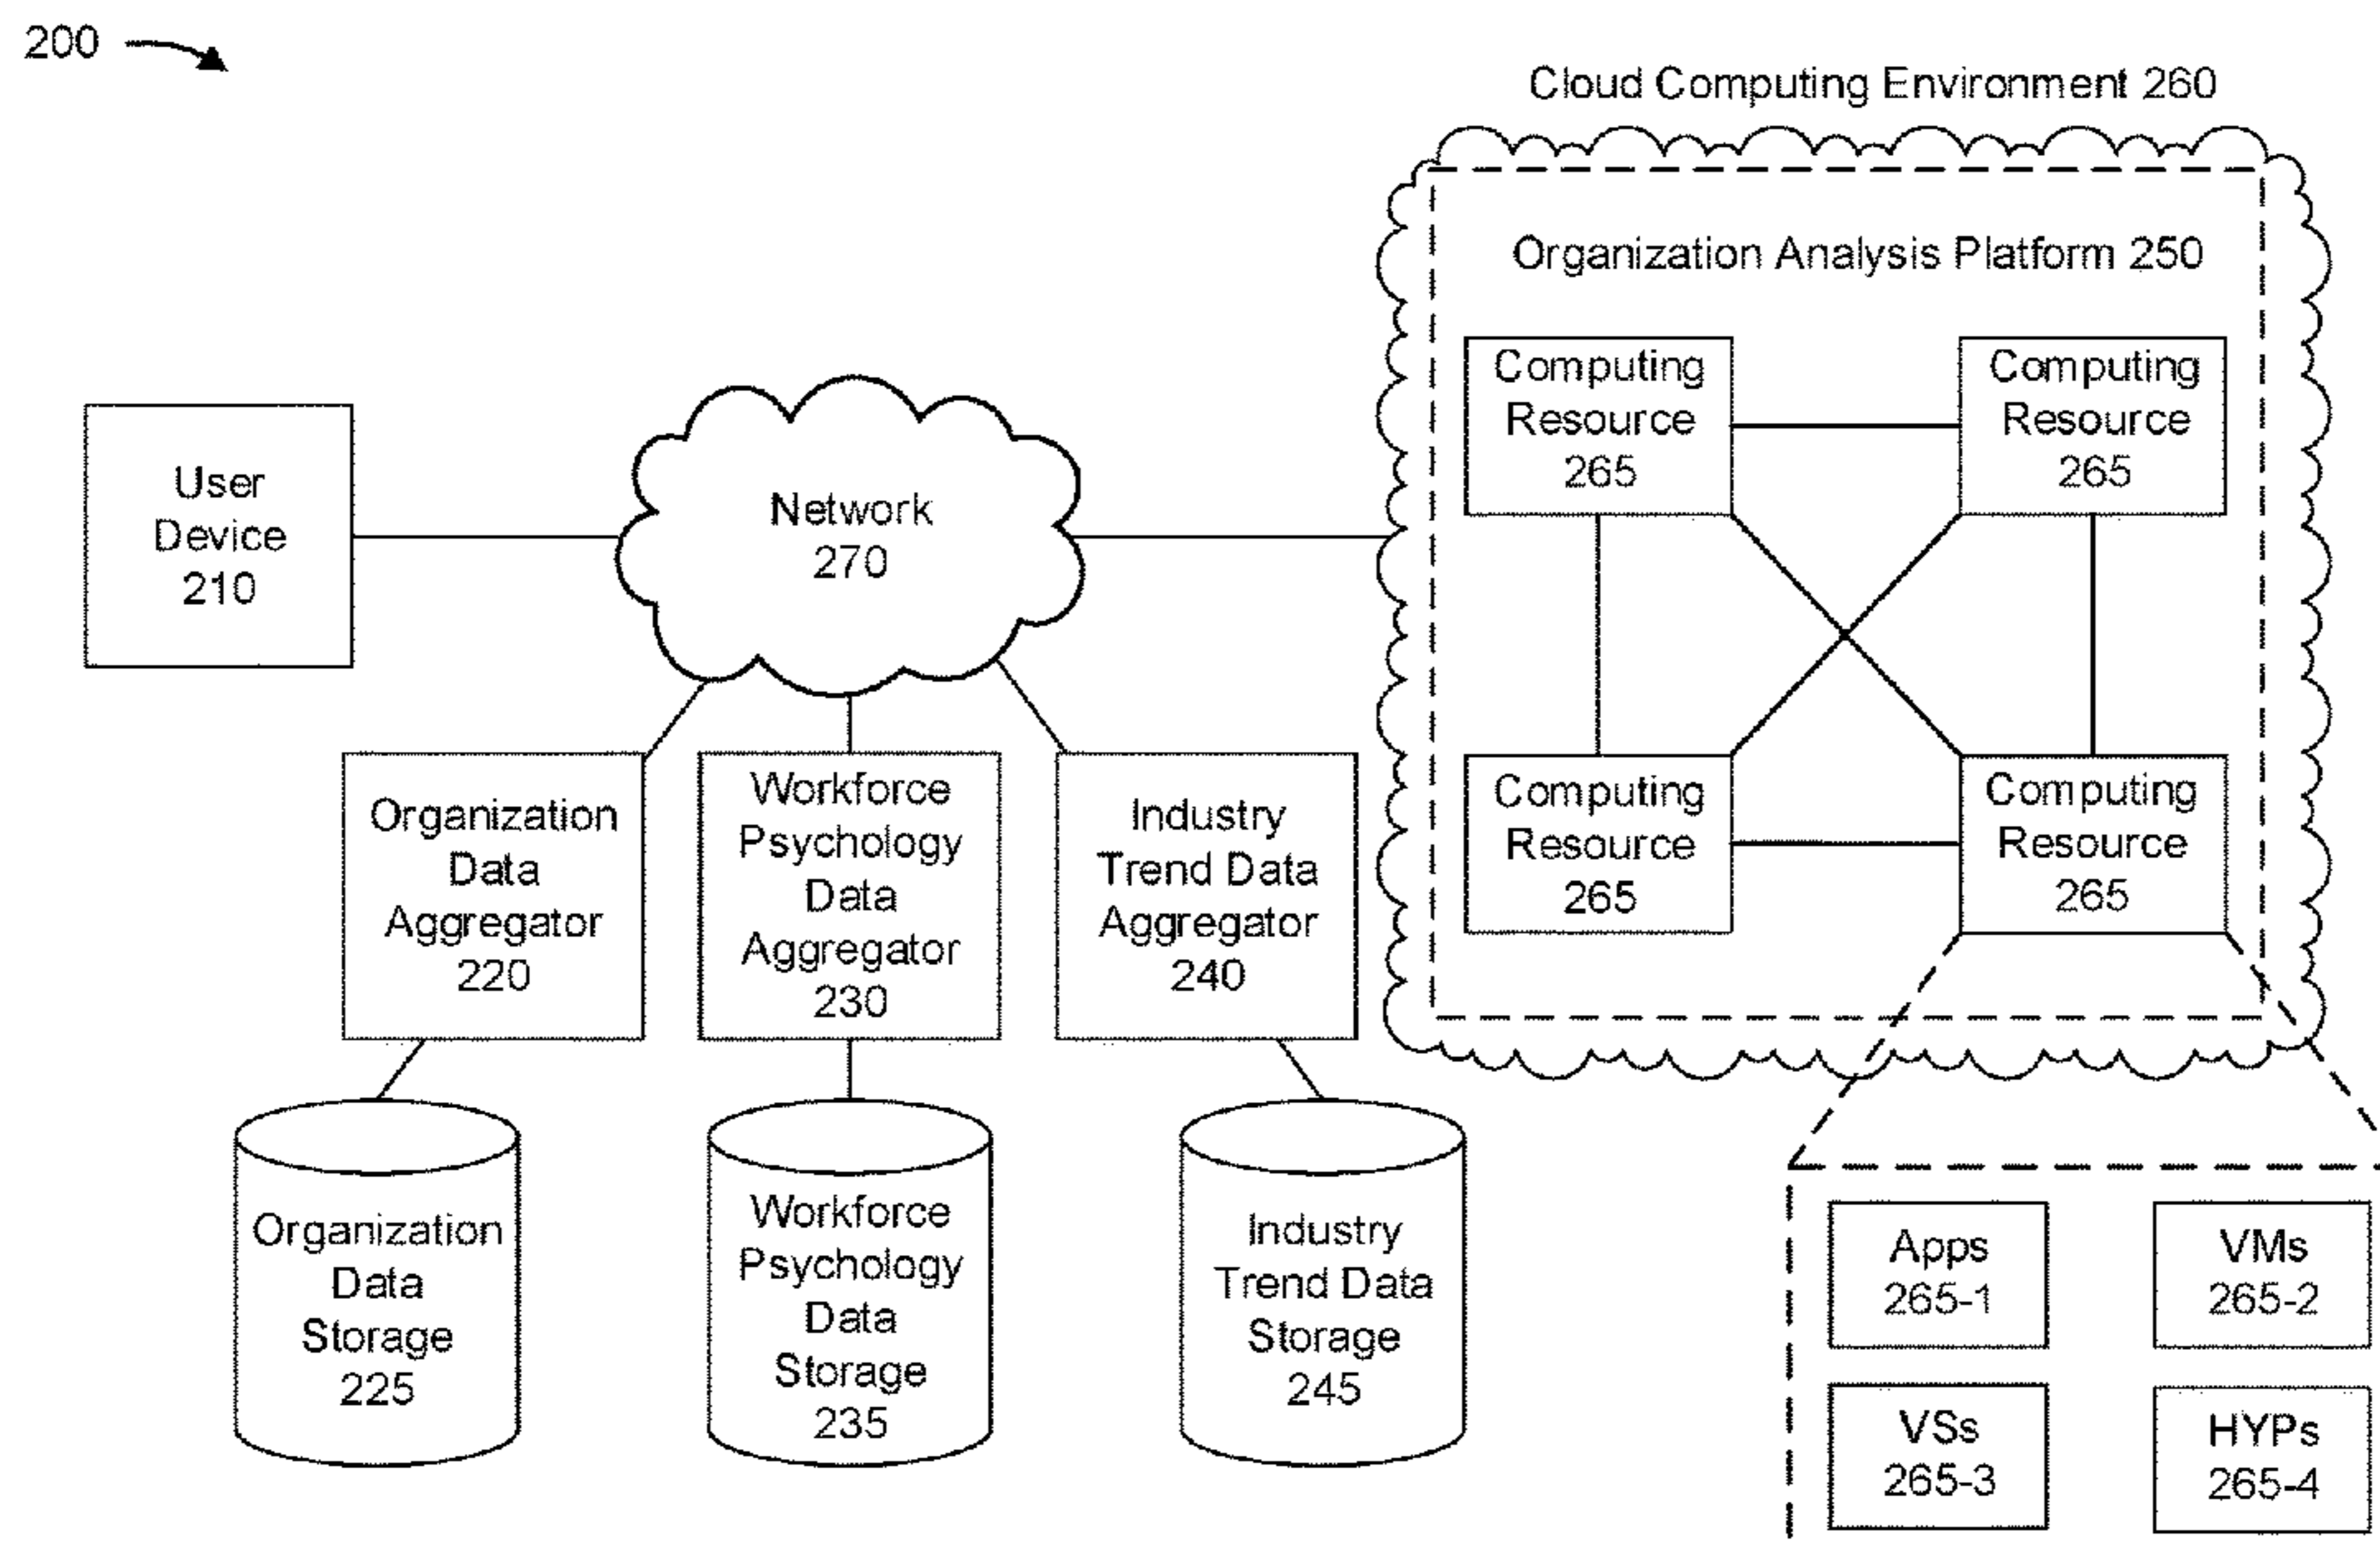 200
Cloud Computing Environment 260
Organization Analysis Platform 250
Computing
Resource
265
Computing
Resource
265
User
Device
210
Network
270
Computing
Resource
265
Computing
Resource
265
Organization
Data
Aggregator
220
Workforce
Psychology
Data
Aggregator
230
Industry
Trend Data
Aggregator
240
Organization
Data
Storage
225
Workforce
Psychology
Data
Storage
235
Industry
Trend Data
Storage
245
Apps
265-1
VMs
265-2
VSs
265-3
HYPs
265-4